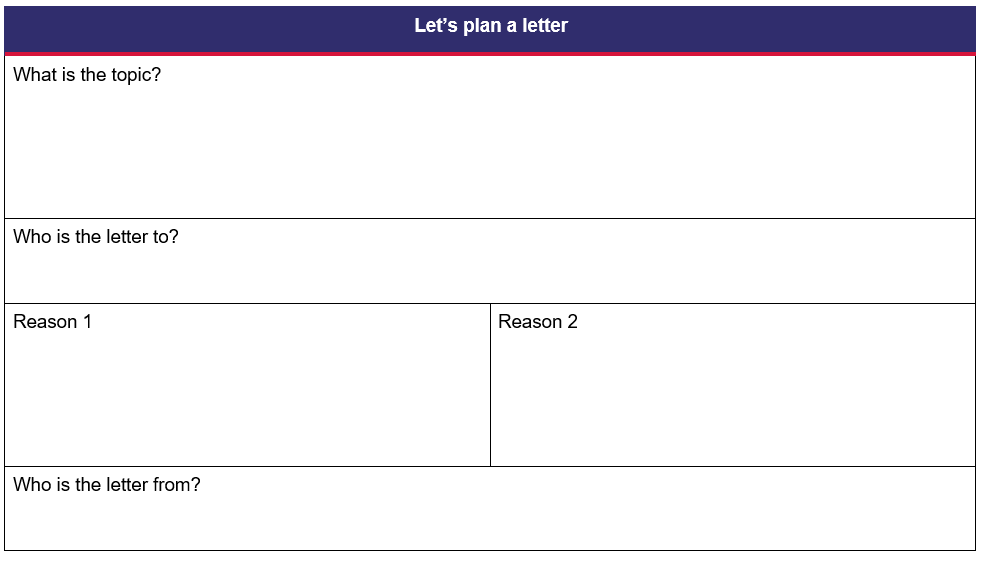 Let’s plan a letter
What is the topic?
Who is the letter to?
Reason 1
Reason 2
Who is the letter from?